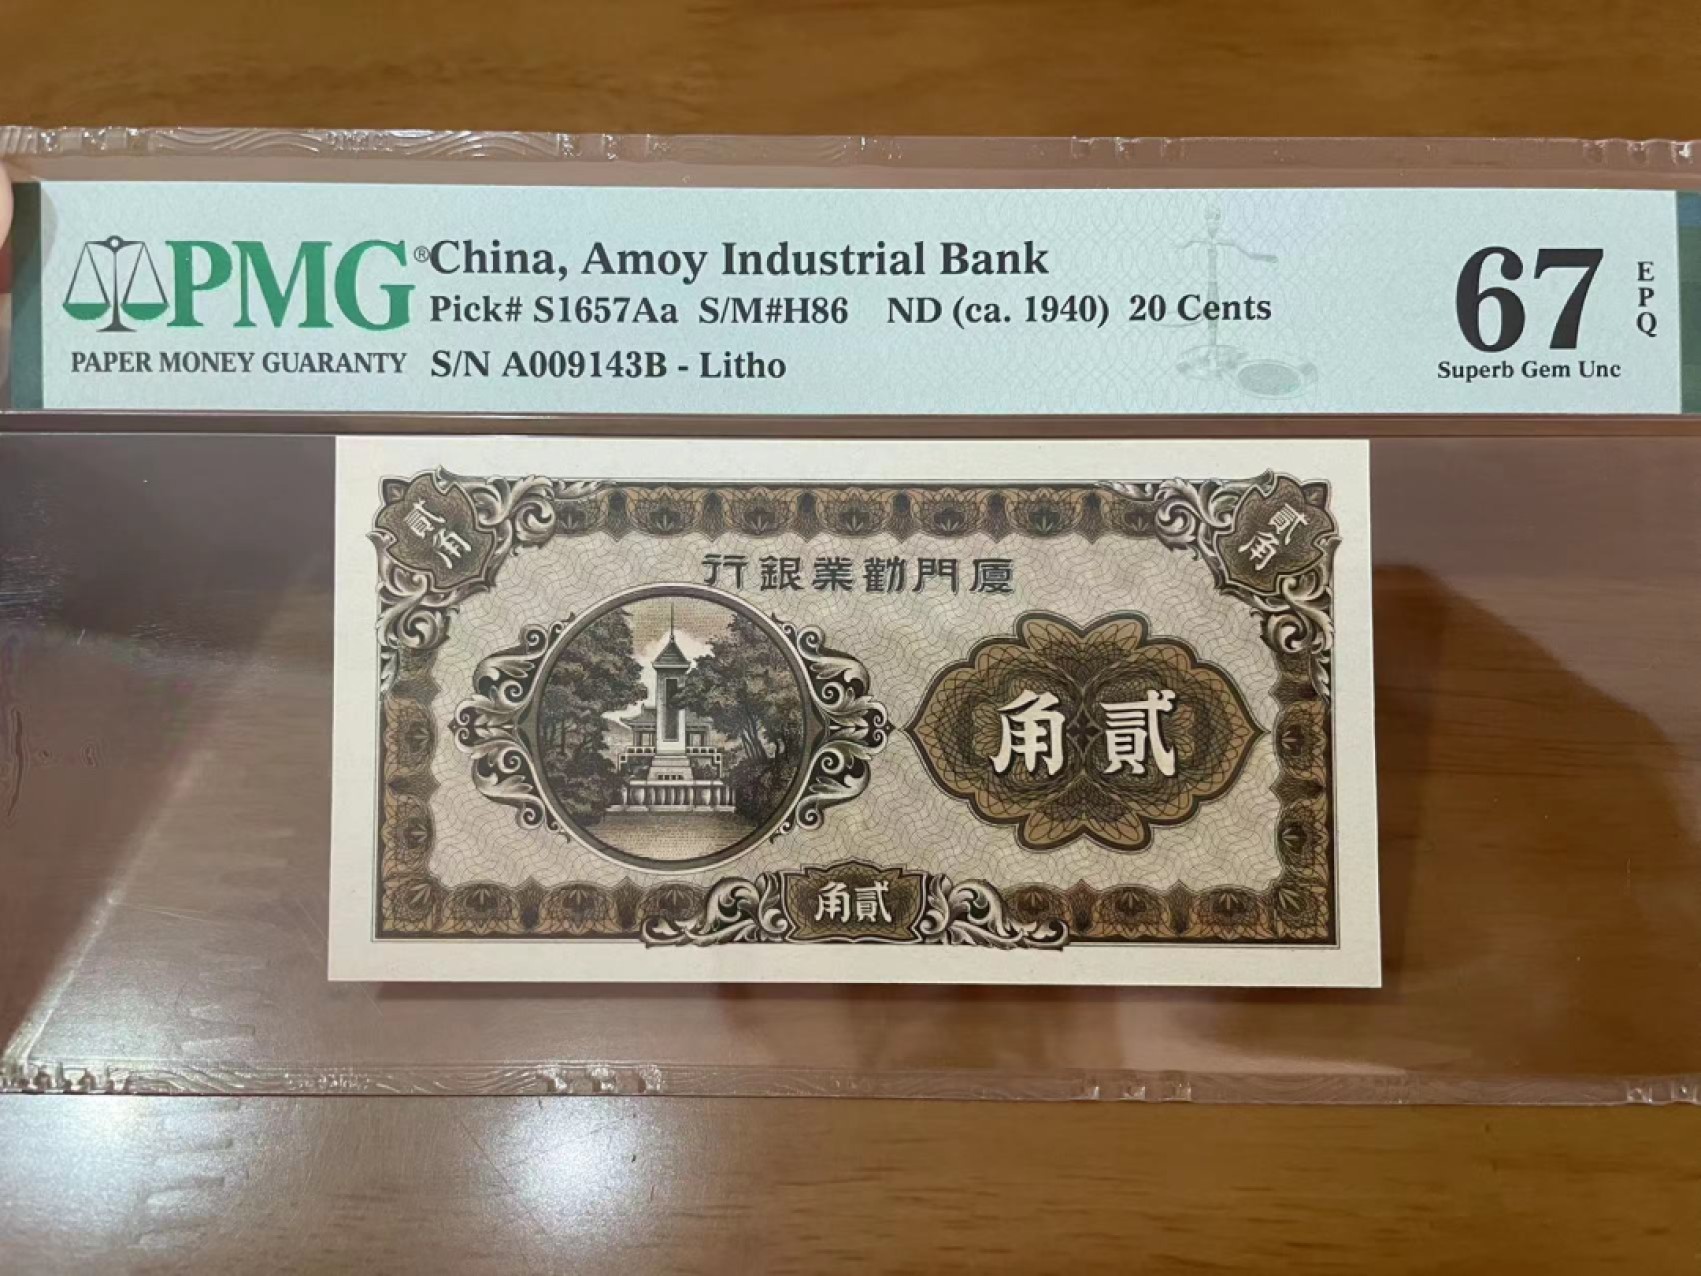 PMG®
PAPER MONEY GUARANTY
China, Amoy Industrial Bank
Pick# S1657Aa S/M#H86 ND (ca. 1940) 20 Cents
S/N A009143B - Litho
67
EPQ
Superb Gem Unc
貳角
貳角
行銀業勸門廈
角貳
角貳